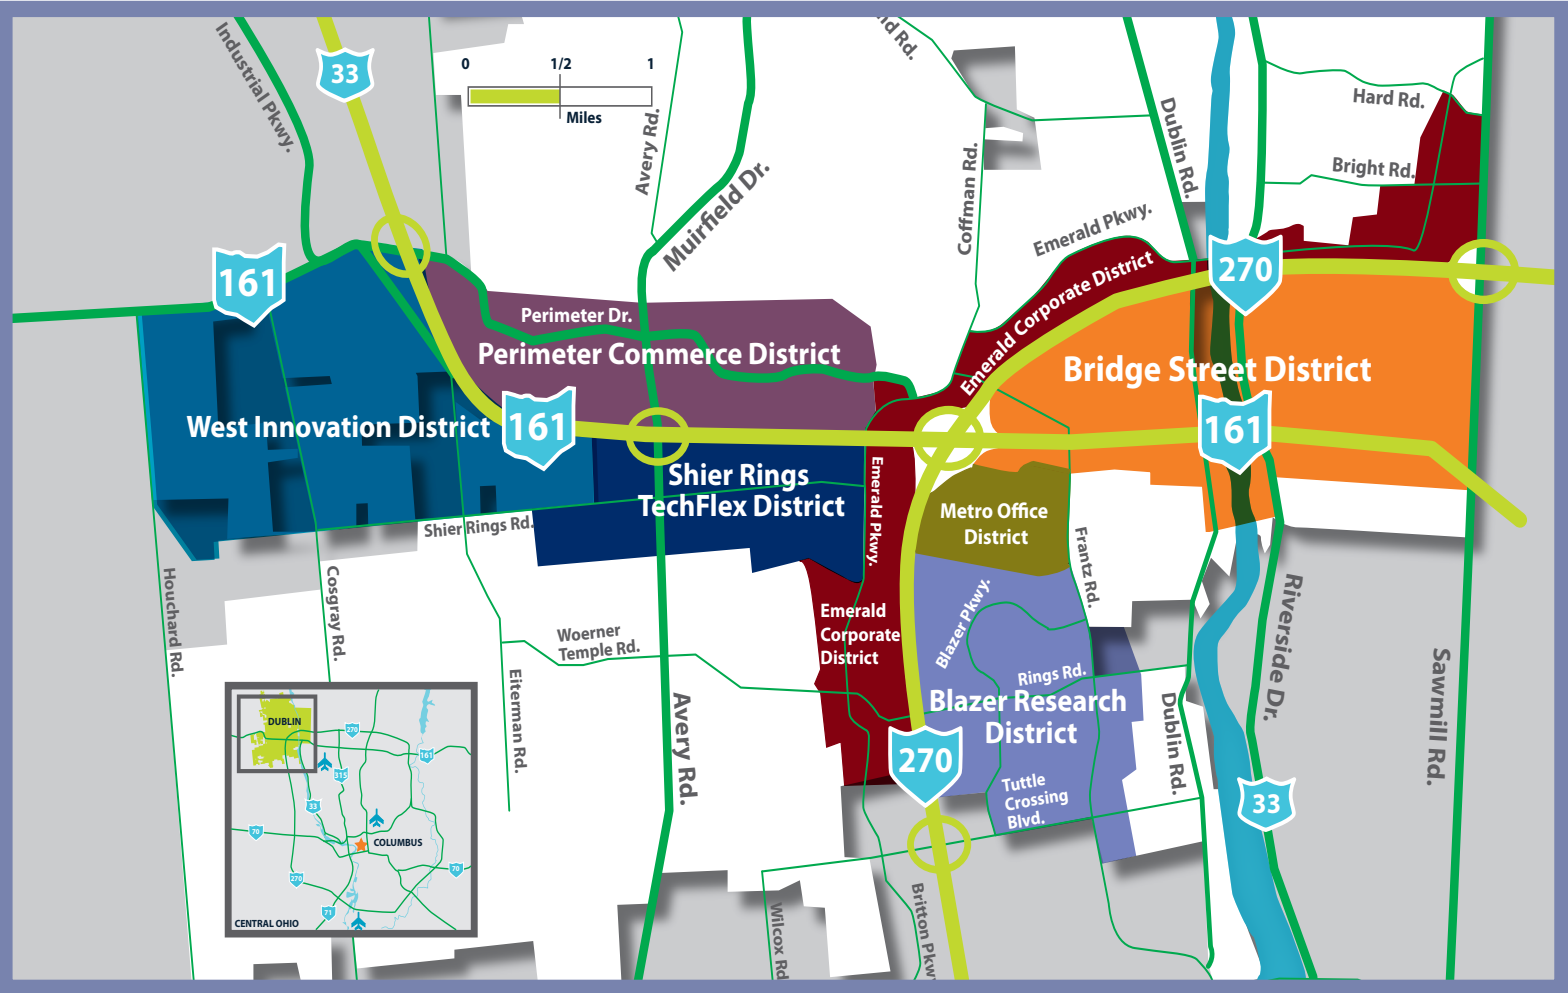 Industrial Pkwy.
33
0
1/2
1
Miles
Avery Rd.
Muirfield Dr.
nd Rd.
Coffman Rd.
Dublin Rd.
Hard Rd.
Bright Rd.
Emerald Pkwy.
161
270
Perimeter Dr.
Perimeter Commerce District
Emerald Corporate District
Bridge Street District
West Innovation District
161
161
Shier Rings
TechFlex District
Emerald Pkwy.
Metro Office
District
Shier Rings Rd.
Frantz Rd.
Houchard Rd.
Cosgray Rd.
Woerner
Temple Rd.
Eiterman Rd.
Emerald
Corporate
District
Blazer Pkwy.
Rings Rd.
Blazer Research
District
Riverside Dr.
Sawmill Rd.
Dublin Rd.
Avery Rd.
270
Tuttle
Crossing
Blvd.
33
DUBLIN
270
161
315
33
70
COLUMBUS
70
270
71
CENTRAL OHIO
Wilcox Rd
Britton Pkw